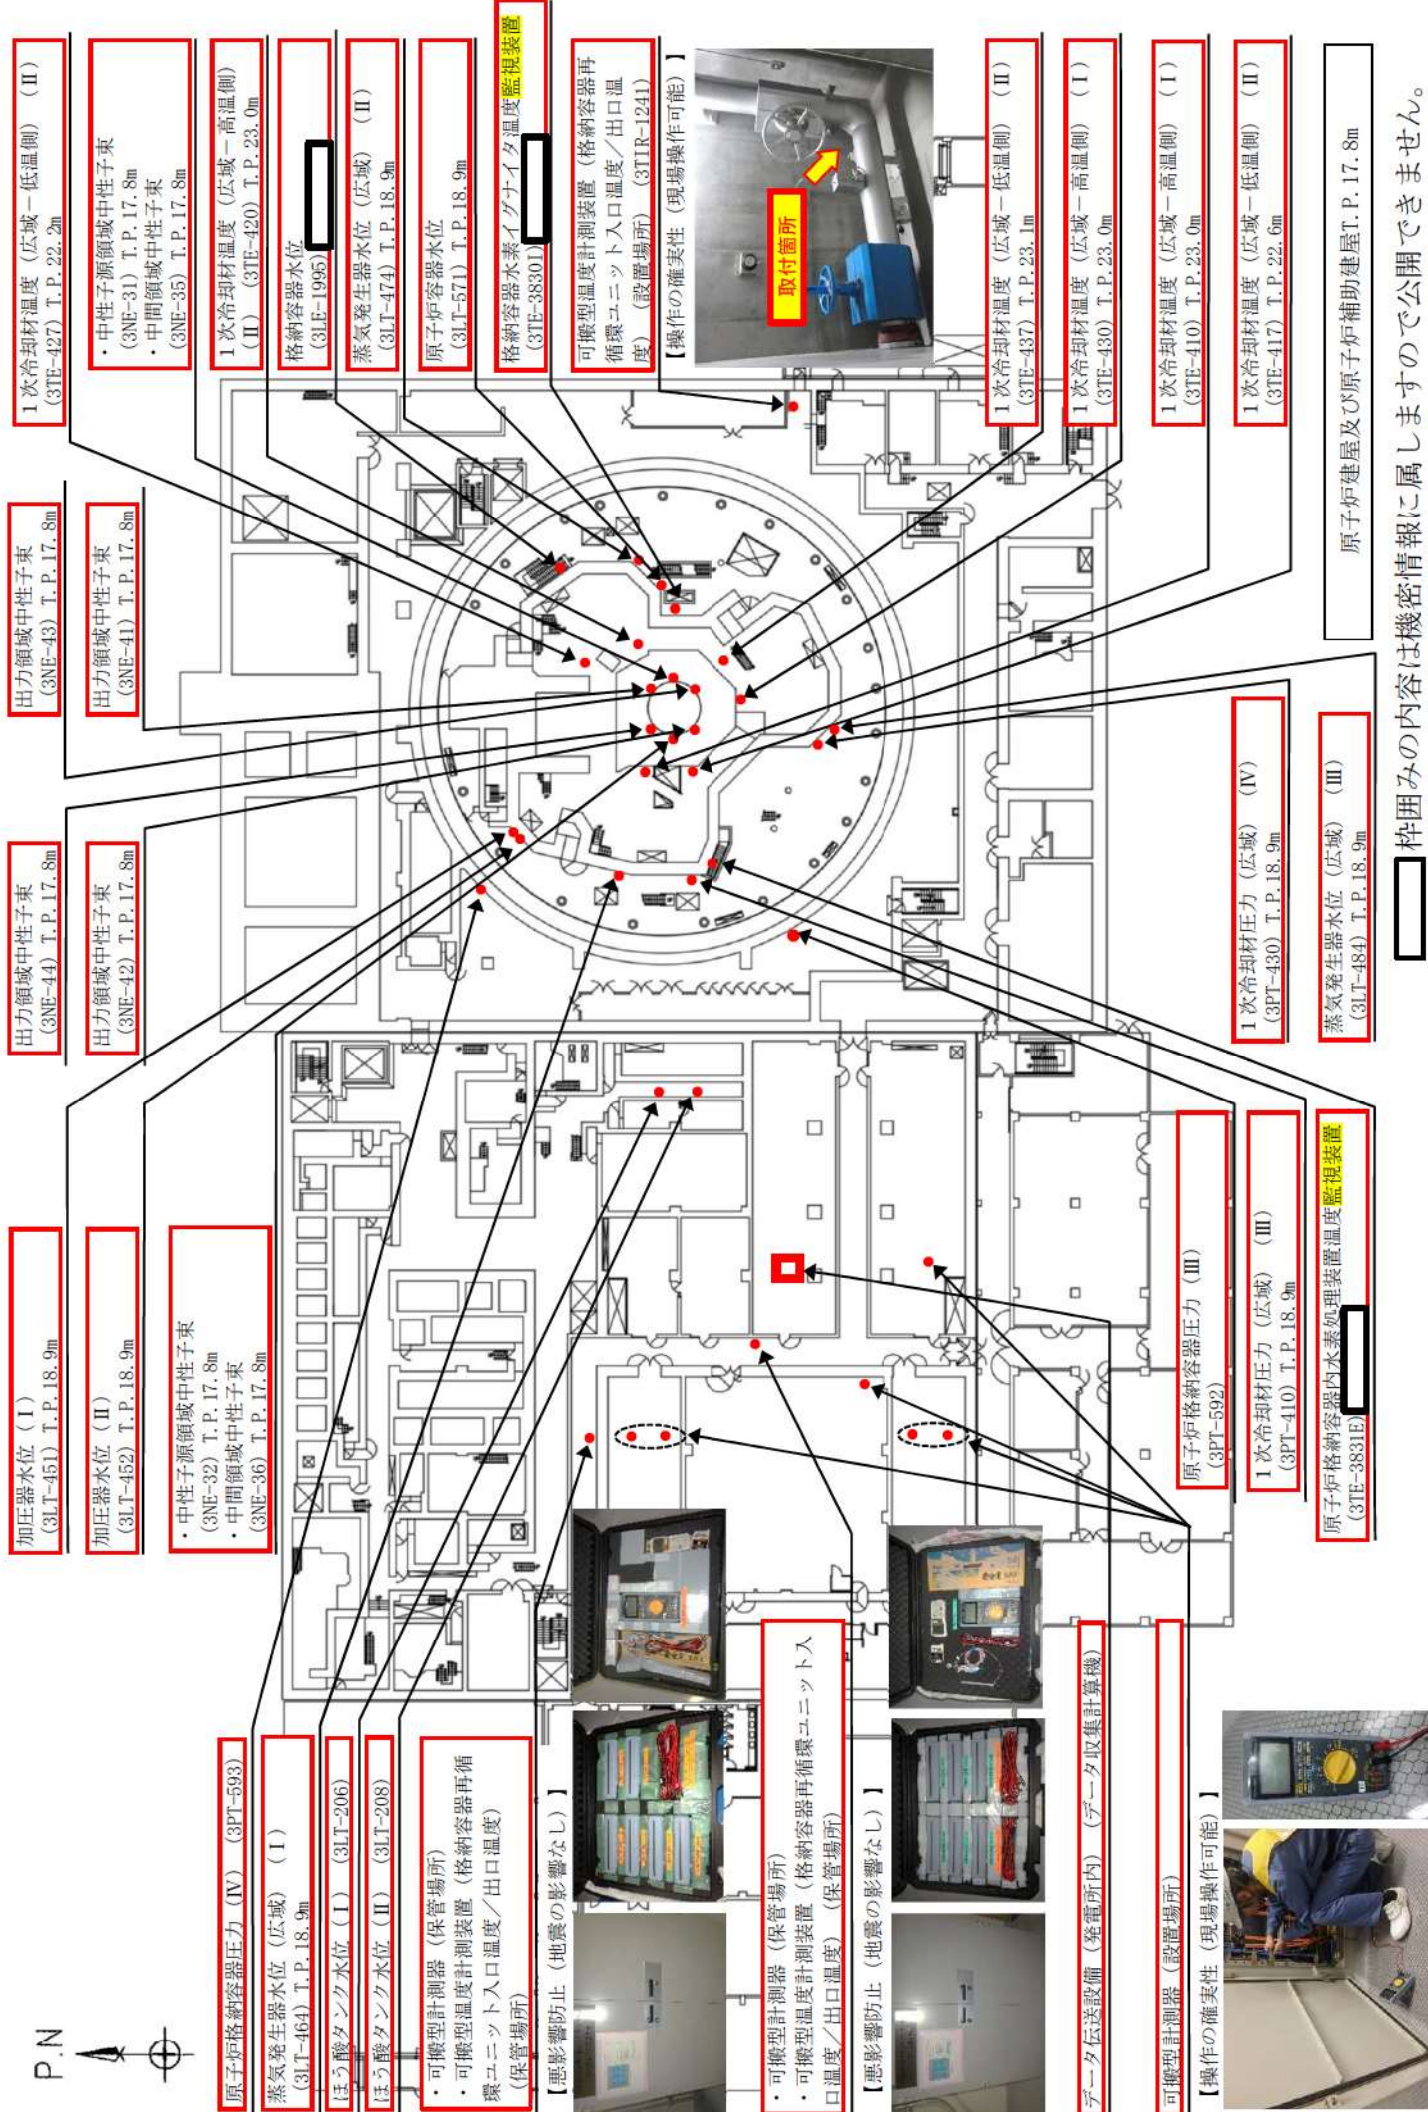 P.N
1次冷却材温度（広域－低温側）（Ⅱ）
(3TE-427) T.P.22.2m
・中性子源領域中性子束
(3NE-31) T.P.17.8m
・中間領域中性子束
(3NE-35) T.P.17.8m
1次冷却材温度（広域－高温側）
（Ⅱ） (3TE-420) T.P.23.0m
格納容器水位
(3LE-1995)
蒸気発生器水位（広域）（Ⅱ）
(3LT-474) T.P.18.9m
原子炉容器水位
(3LT-571) T.P.18.9m
格納容器水素イグナイタ温度監視装置
(3TE-38301)
可搬型温度計測装置（格納容器再
循環ユニット入口温度／出口温
度）（設置場所） (3TIR-1241)
【操作の確実性（現場操作可能）】
取付箇所
1次冷却材温度（広域－低温側）（Ⅱ）
(3TE-437) T.P.23.1m
1次冷却材温度（広域－高温側）（Ⅰ）
(3TE-430) T.P.23.0m
1次冷却材温度（広域－高温側）（Ⅰ）
(3TE-410) T.P.23.0m
1次冷却材温度（広域－低温側）（Ⅱ）
(3TE-417) T.P.22.6m
出力領域中性子束
(3NE-43) T.P.17.8m
出力領域中性子束
(3NE-41) T.P.17.8m
出力領域中性子束
(3NE-44) T.P.17.8m
出力領域中性子束
(3NE-42) T.P.17.8m
加圧器水位（Ⅰ）
(3LT-451) T.P.18.9m
加圧器水位（Ⅱ）
(3LT-452) T.P.18.9m
・中性子源領域中性子束
(3NE-32) T.P.17.8m
・中間領域中性子束
(3NE-36) T.P.17.8m
原子炉格納容器圧力（Ⅳ） (3PT-593)
蒸気発生器水位（広域）（Ⅰ）
(3LT-464) T.P.18.9m
ほう酸タンク水位（Ⅰ） (3LT-206)
ほう酸タンク水位（Ⅱ） (3LT-208)
・可搬型計測器（保管場所）
・可搬型温度計測装置（格納容器再循
環ユニット入口温度／出口温度）
（保管場所）
【悪影響防止（地震の影響なし）】
・可搬型計測器（保管場所）
・可搬型温度計測装置（格納容器再循環ユニット入
口温度／出口温度）（保管場所）
【悪影響防止（地震の影響なし）】
データ伝送設備（発電所内）（データ収集計算機）
可搬型計測器（設置場所）
【操作の確実性（現場操作可能）】
1次冷却材圧力（広域）（Ⅳ）
(3PT-430) T.P.18.9m
蒸気発生器水位（広域）（Ⅲ）
(3LT-484) T.P.18.9m
原子炉格納容器圧力（Ⅲ）
(3PT-592)
1次冷却材圧力（広域）（Ⅲ）
(3PT-410) T.P.18.9m
原子炉格納容器内水素処理装置温度監視装置
(3TE-3831E)
原子炉建屋及び原子炉補助建屋T.P.17.8m
枠囲みの内容は機密情報に属しますので公開できません。